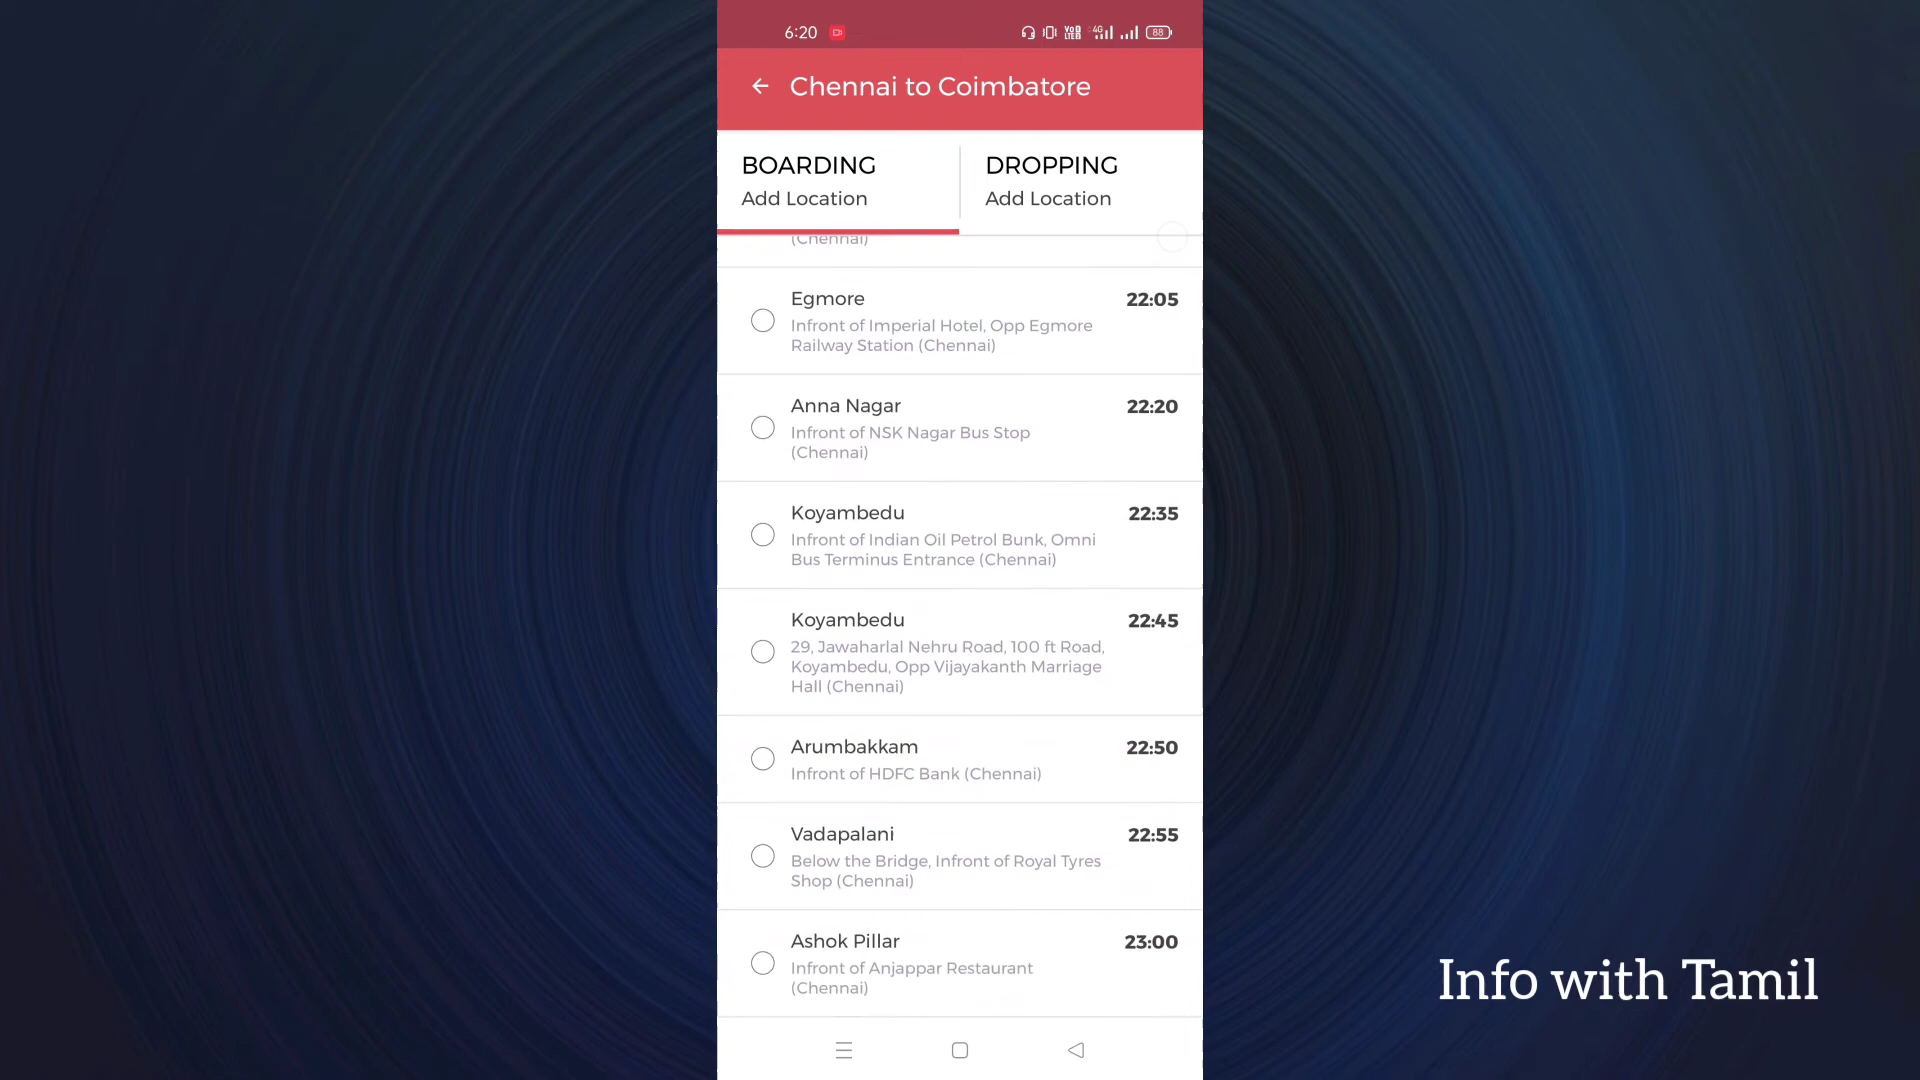 6:20
88
Chennai to Coimbatore
BOARDING
DROPPING
Add Location
Add Location
(Chennai)
Egmore
22:05
Infront of Imperial Hotel, Opp Egmore
Railway Station (Chennai)
Anna Nagar
22:20
Infront of NSK Nagar Bus Stop
(Chennai)
Koyambedu
22:35
Infront of Indian Oil Petrol Bunk, Omni
Bus Terminus Entrance (Chennai)
Koyambedu
22:45
29, Jawaharlal Nehru Road, 100 ft Road,
Koyambedu, Opp Vijayakanth Marriage
Hall (Chennai)
Arumbakkam
22:50
Infront of HDFC Bank (Chennai)
Vadapalani
22:55
Below the Bridge, Infront of Royal Tyres
Shop (Chennai)
Ashok Pillar
23:00
Infront of Anjappar Restaurant
(Chennai)
Info with Tamil